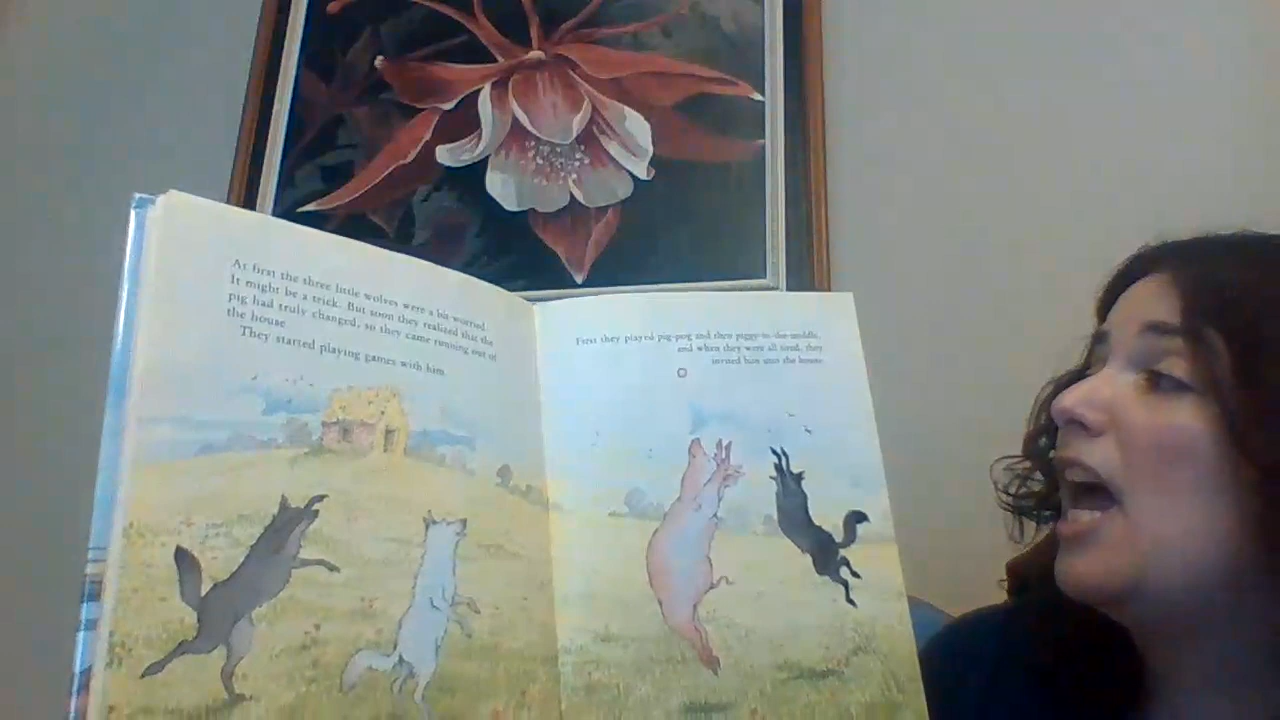 At first the three little wolves were a bit worried.
It might be a trick. But soon they realized that the
pig had truly changed, so they came running out of
the house.
They started playing games with him.
First they played pig-pog and then piggy-in-the-middle,
and when they were all tired, they
invited him into the house.